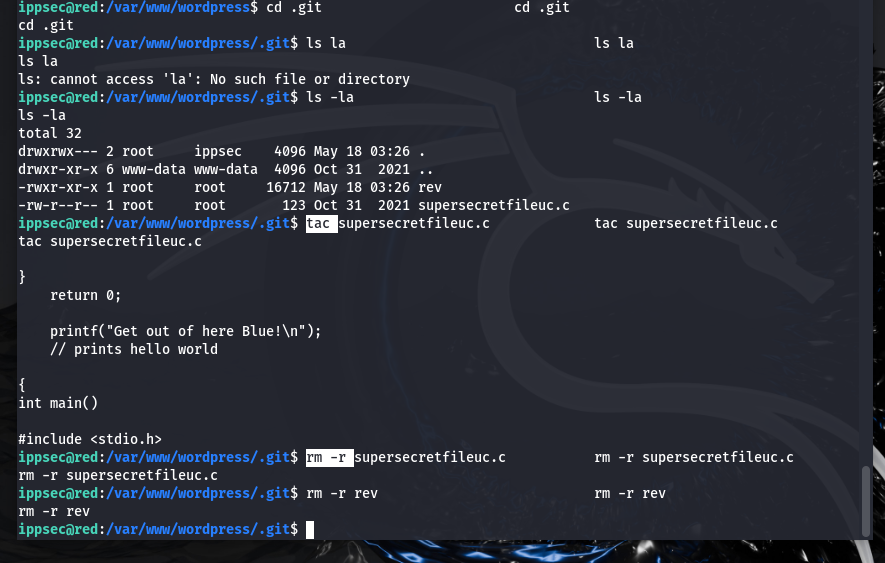 ippsec@red:/var/www/wordpress$ cd .git                                cd .git
cd .git
ippsec@red:/var/www/wordpress/.git$ ls la                               ls la
ls la
ls: cannot access 'la': No such file or directory
ippsec@red:/var/www/wordpress/.git$ ls -la                              ls -la
ls -la
total 32
drwxrwx--- 2 root     ippsec    4096 May 18 03:26 .
drwxr-xr-x 6 www-data www-data  4096 Oct 31  2021 ..
-rwxr-xr-x 1 root     root     16712 May 18 03:26 rev
-rw-r--r-- 1 root     root       123 Oct 31  2021 supersecretfileuc.c
ippsec@red:/var/www/wordpress/.git$ tac supersecretfileuc.c             tac supersecretfileuc.c
tac supersecretfileuc.c
}
    return 0;
    printf("Get out of here Blue!\n");
    // prints hello world
{
int main()
#include <stdio.h>
ippsec@red:/var/www/wordpress/.git$ rm -r supersecretfileuc.c           rm -r supersecretfileuc.c
rm -r supersecretfileuc.c
ippsec@red:/var/www/wordpress/.git$ rm -r rev                           rm -r rev
rm -r rev
ippsec@red:/var/www/wordpress/.git$